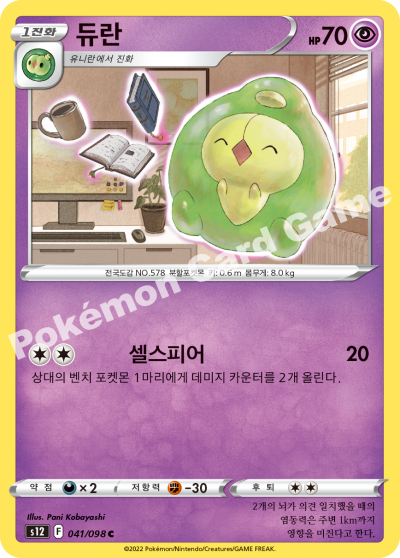 1진화
듀란
HP 70
유니란에서 진화
전국도감 NO.578 분할포켓몬 키: 0.6 m 몸무게: 8.0 kg
Pokémon Card Game
셀스피어 20
상대의 벤치 포켓몬 1마리에게 데미지 카운터를 2개 올린다.
약점 ×2 저항력 -30 후퇴
Illus. Pani Kobayashi
s12 F 041/098 C
2개의 뇌가 의견 일치했을 때의
염동력은 주변 1km까지
영향을 미친다고 한다.
©2022 Pokémon/Nintendo/Creatures/GAME FREAK.